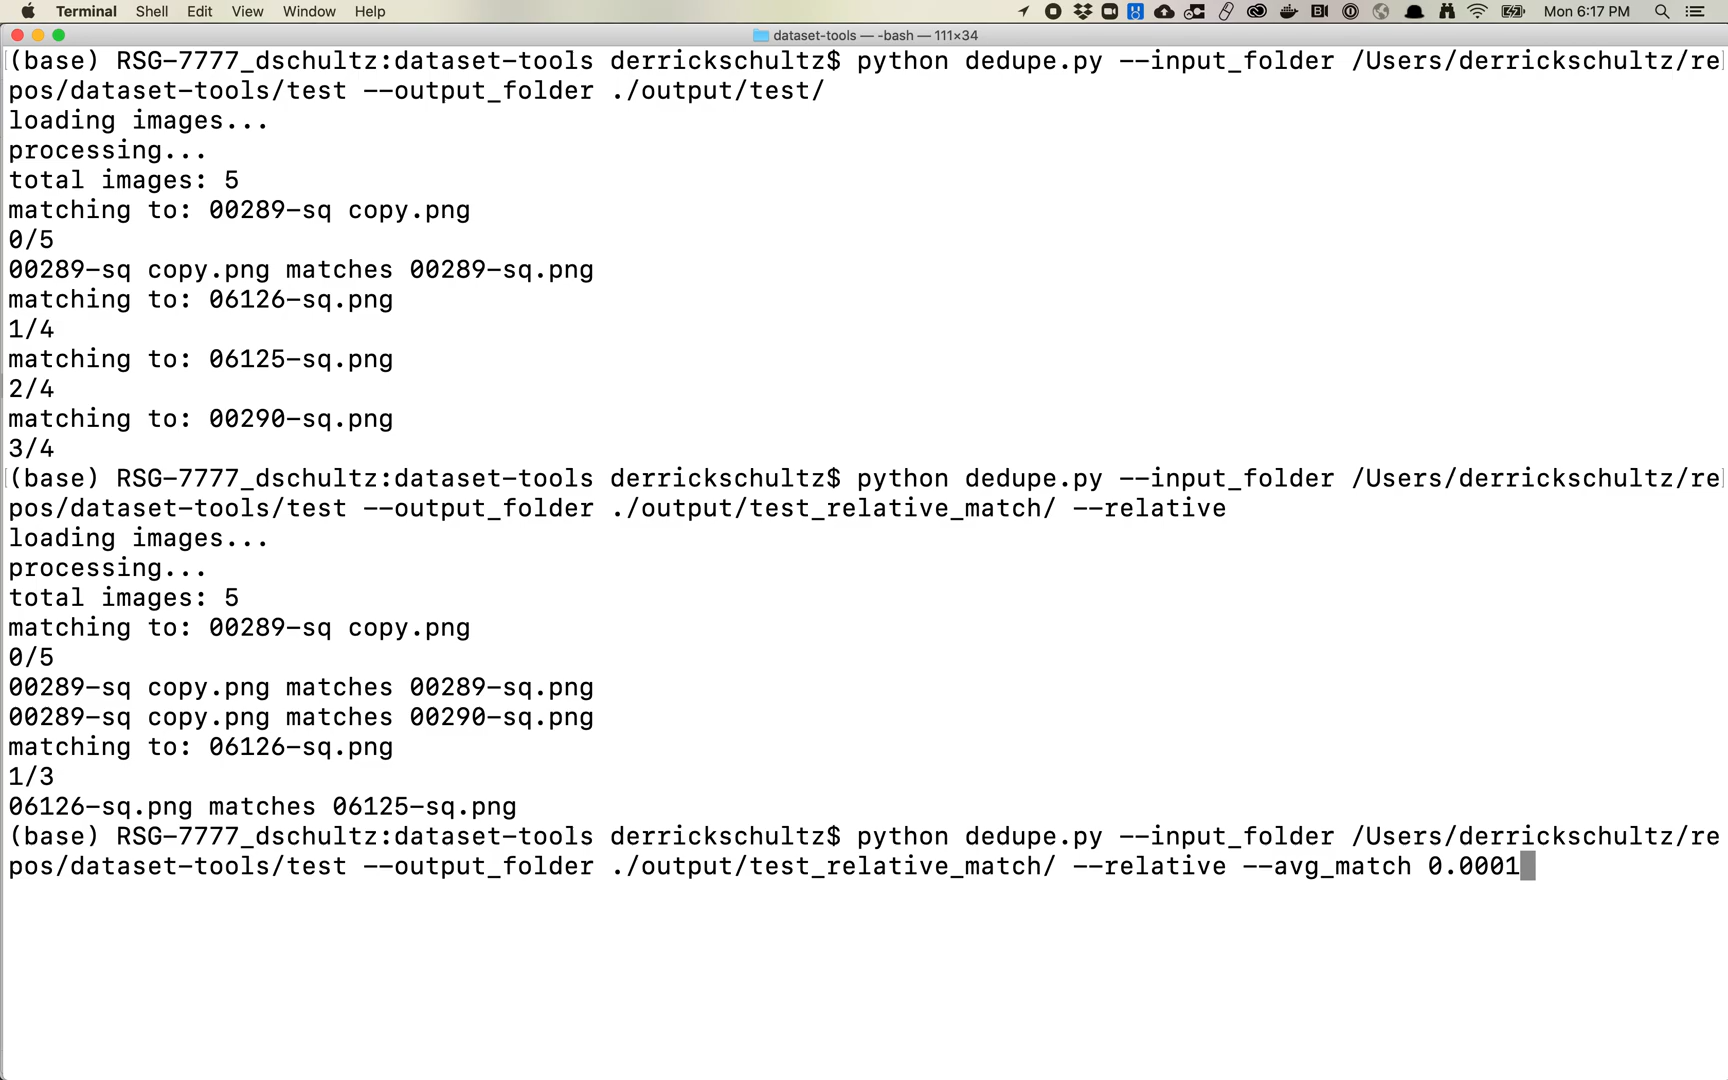 Terminal Shell Edit View Window Help Mon 6:17 PM
dataset-tools — -bash — 111×34
(base) RSG-7777_dschultz:dataset-tools derrickschultz$ python dedupe.py --input_folder /Users/derrickschultz/re
pos/dataset-tools/test --output_folder ./output/test/
loading images...
processing...
total images: 5
matching to: 00289-sq copy.png
0/5
00289-sq copy.png matches 00289-sq.png
matching to: 06126-sq.png
1/4
matching to: 06125-sq.png
2/4
matching to: 00290-sq.png
3/4
(base) RSG-7777_dschultz:dataset-tools derrickschultz$ python dedupe.py --input_folder /Users/derrickschultz/re
pos/dataset-tools/test --output_folder ./output/test_relative_match/ --relative
loading images...
processing...
total images: 5
matching to: 00289-sq copy.png
0/5
00289-sq copy.png matches 00289-sq.png
00289-sq copy.png matches 00290-sq.png
matching to: 06126-sq.png
1/3
06126-sq.png matches 06125-sq.png
(base) RSG-7777_dschultz:dataset-tools derrickschultz$ python dedupe.py --input_folder /Users/derrickschultz/re
pos/dataset-tools/test --output_folder ./output/test_relative_match/ --relative --avg_match 0.0001